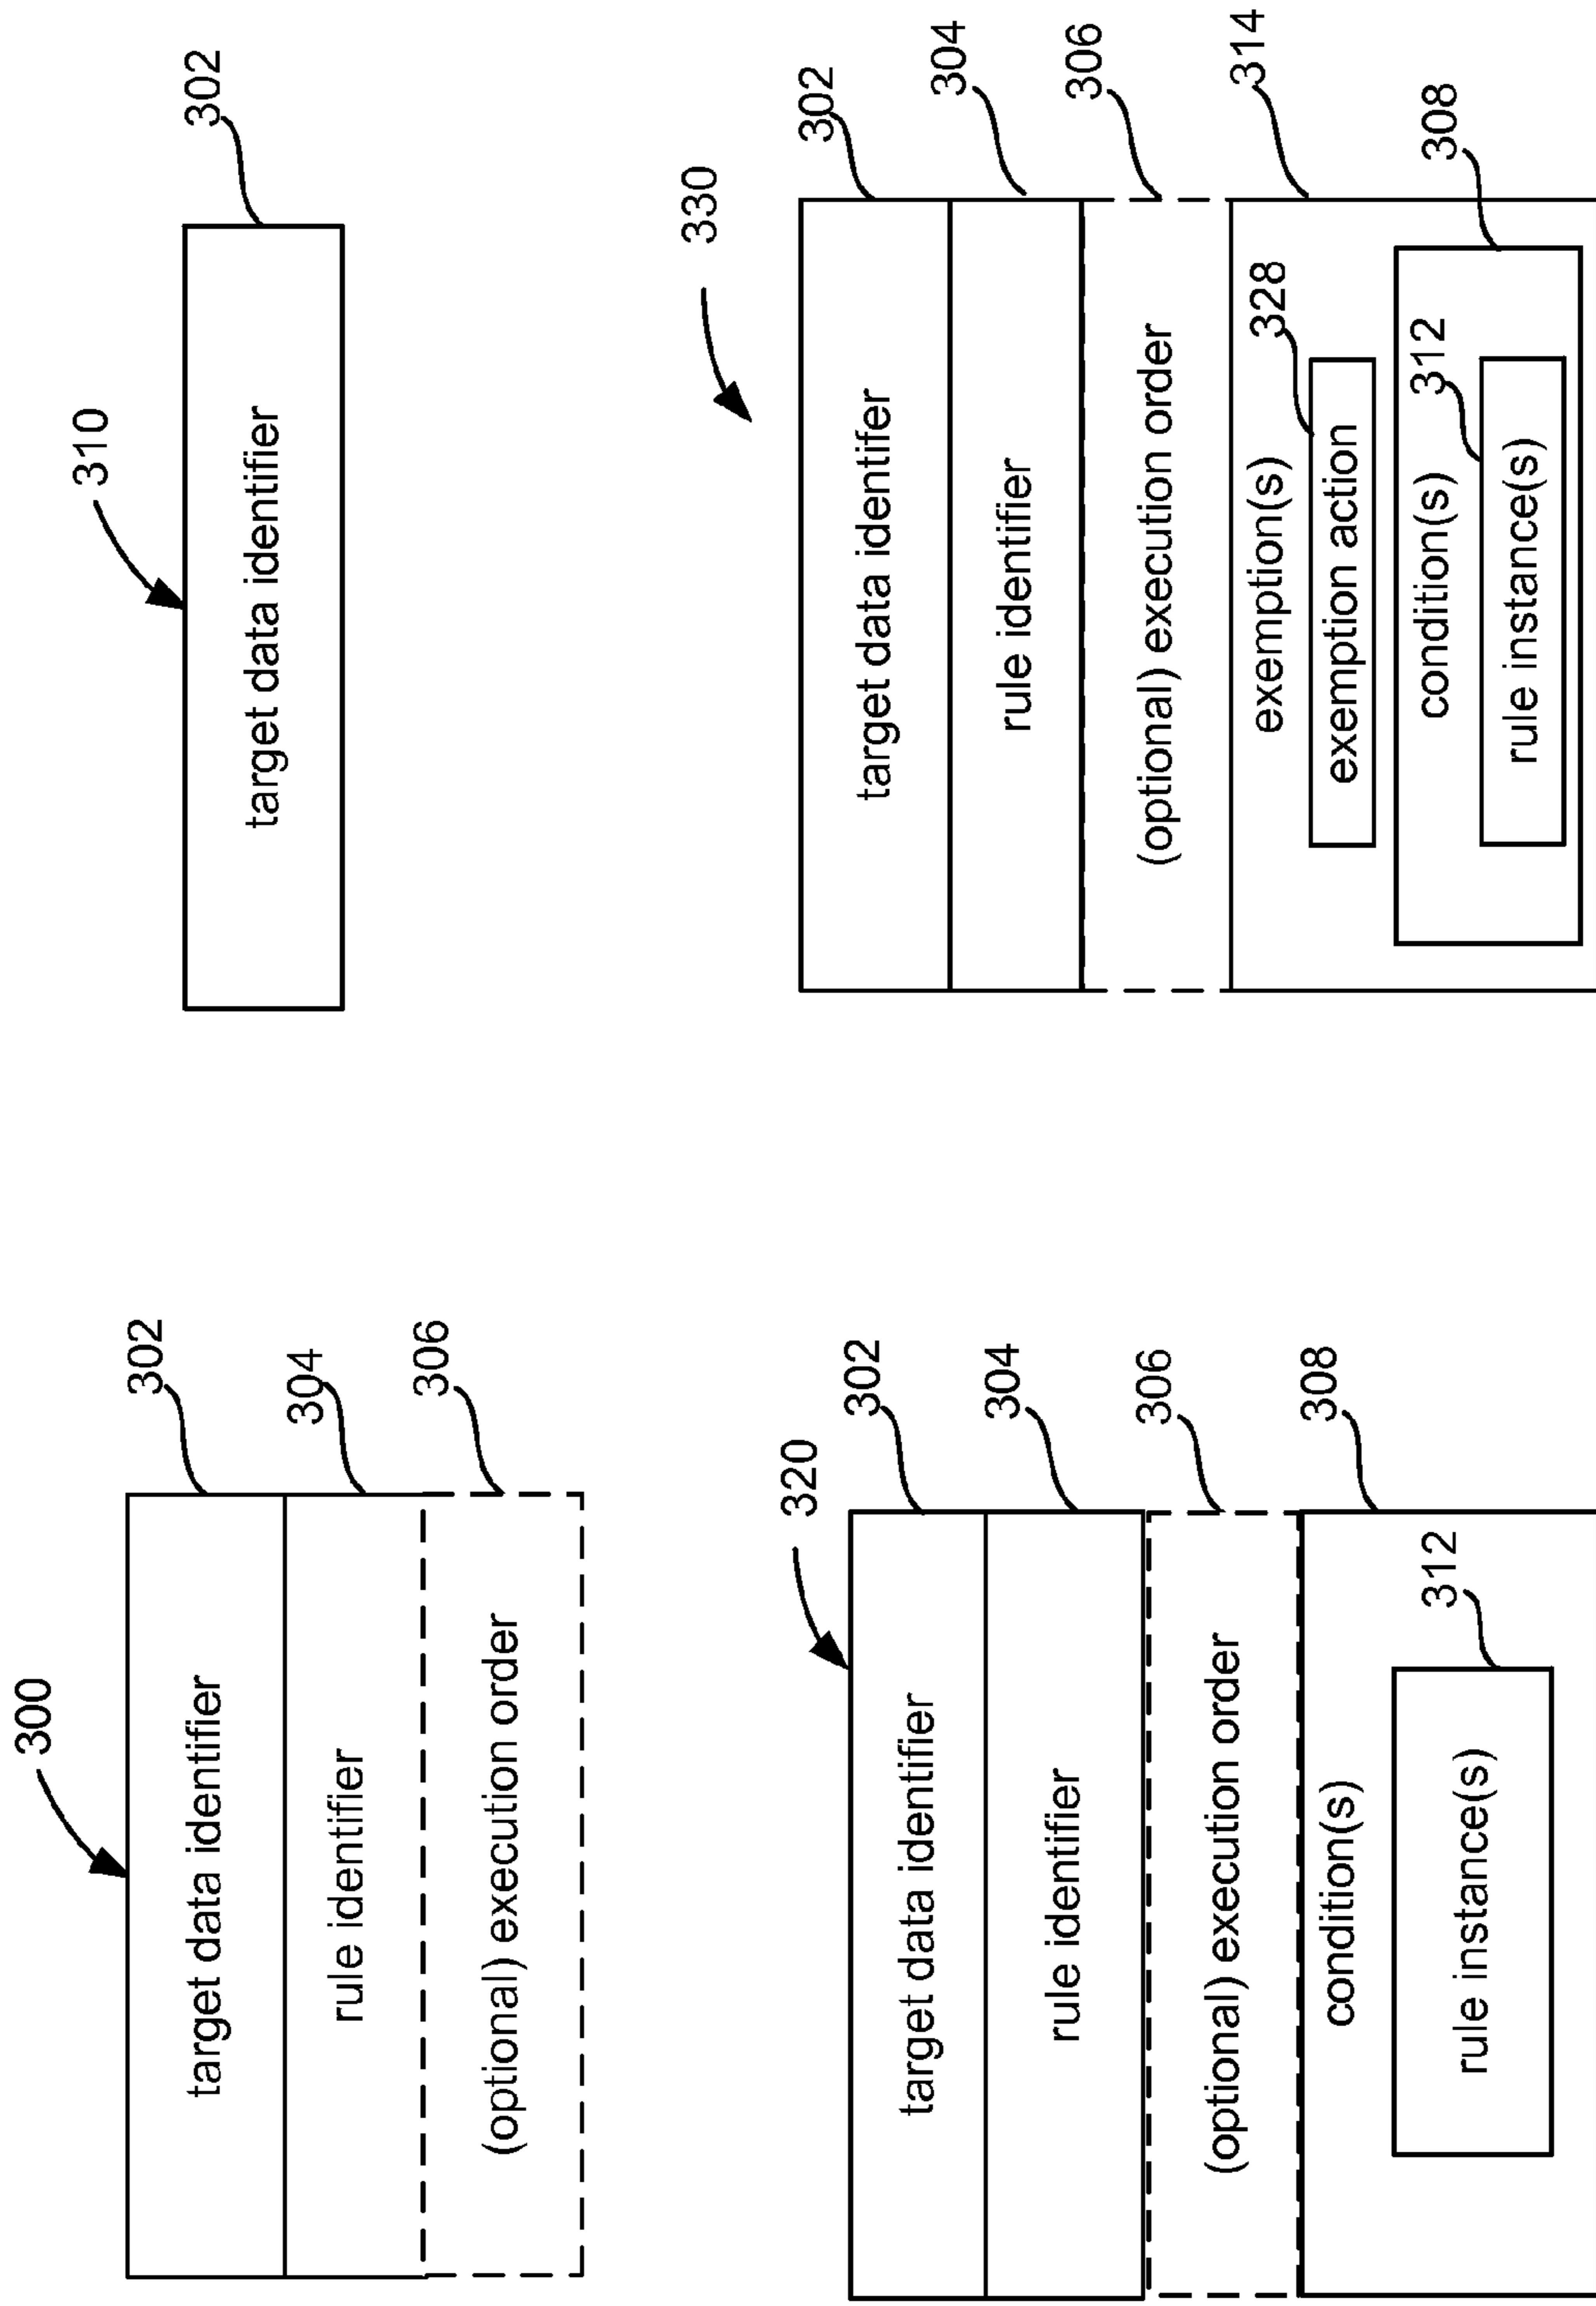 300
target data identifier
302
rule identifier
304
(optional) execution order
306
310
target data identifier
302
320
target data identifier
302
rule identifier
304
(optional) execution order
306
condition(s)
308
rule instance(s)
312
330
target data identifer
302
rule identifier
304
(optional) execution order
306
exemption(s)
314
exemption action
328
condition(s)
308
rule instance(s)
312